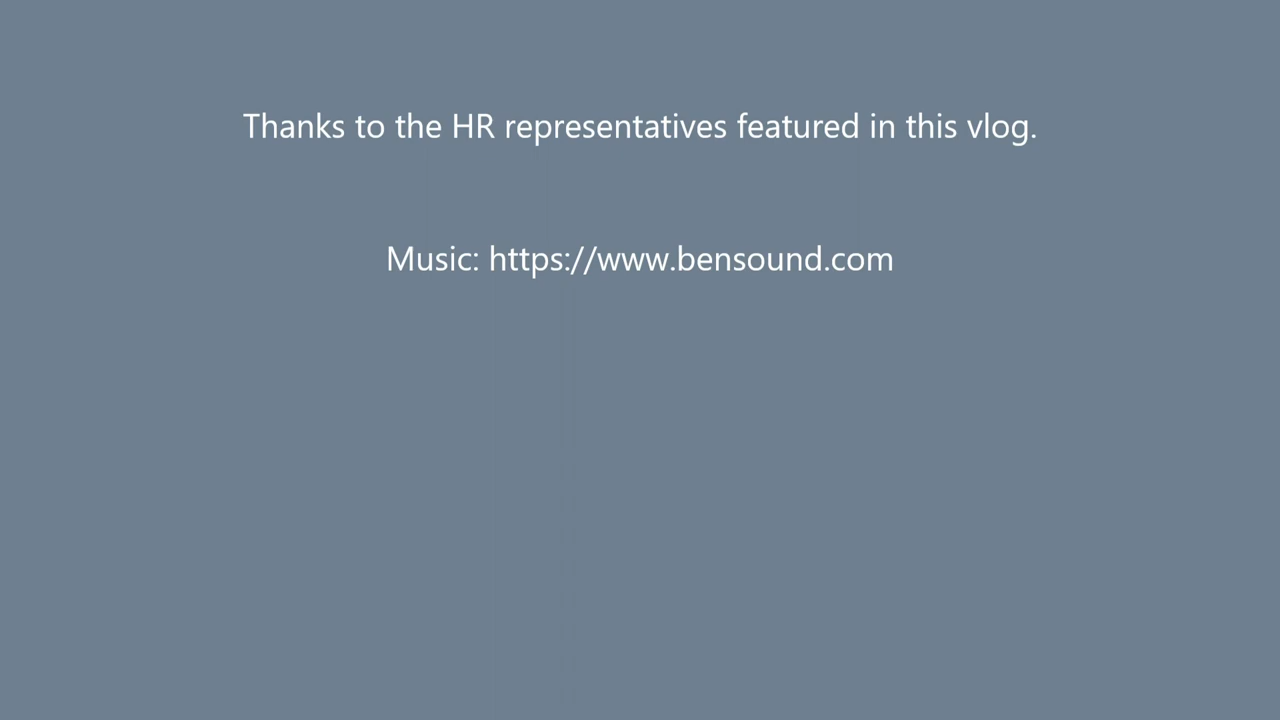 Thanks to the HR representatives featured in this vlog.
Music: https://www.bensound.com